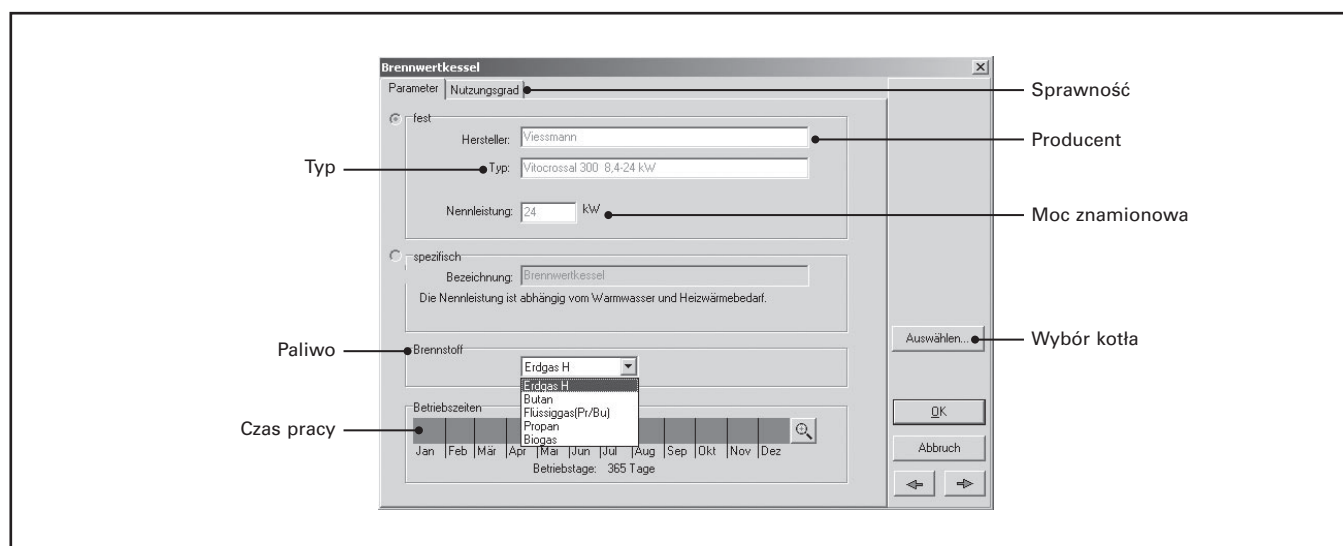 Brennwertkessel
Parameter
Nutzungsgrad
Sprawność
fest
Hersteller:
Viessmann
Producent
Typ
Typ:
Vitocrossal 300 8,4-24 kW
Nennleistung:
24
kW
Moc znamionowa
spezifisch
Bezeichnung:
Brennwertkessel
Die Nennleistung ist abhängig vom Warmwasser und Heizwärmebedarf.
Auswählen...
Wybór kotła
Paliwo
Brennstoff
Erdgas H
Erdgas H
Butan
Flüssiggas(Pr/Bu)
Propan
Biogas
Betriebszeiten
Czas pracy
Jan Feb Mär Apr Mai Jun Jul Aug Sep Okt Nov Dez
Betriebstage: 365 Tage
OK
Abbruch